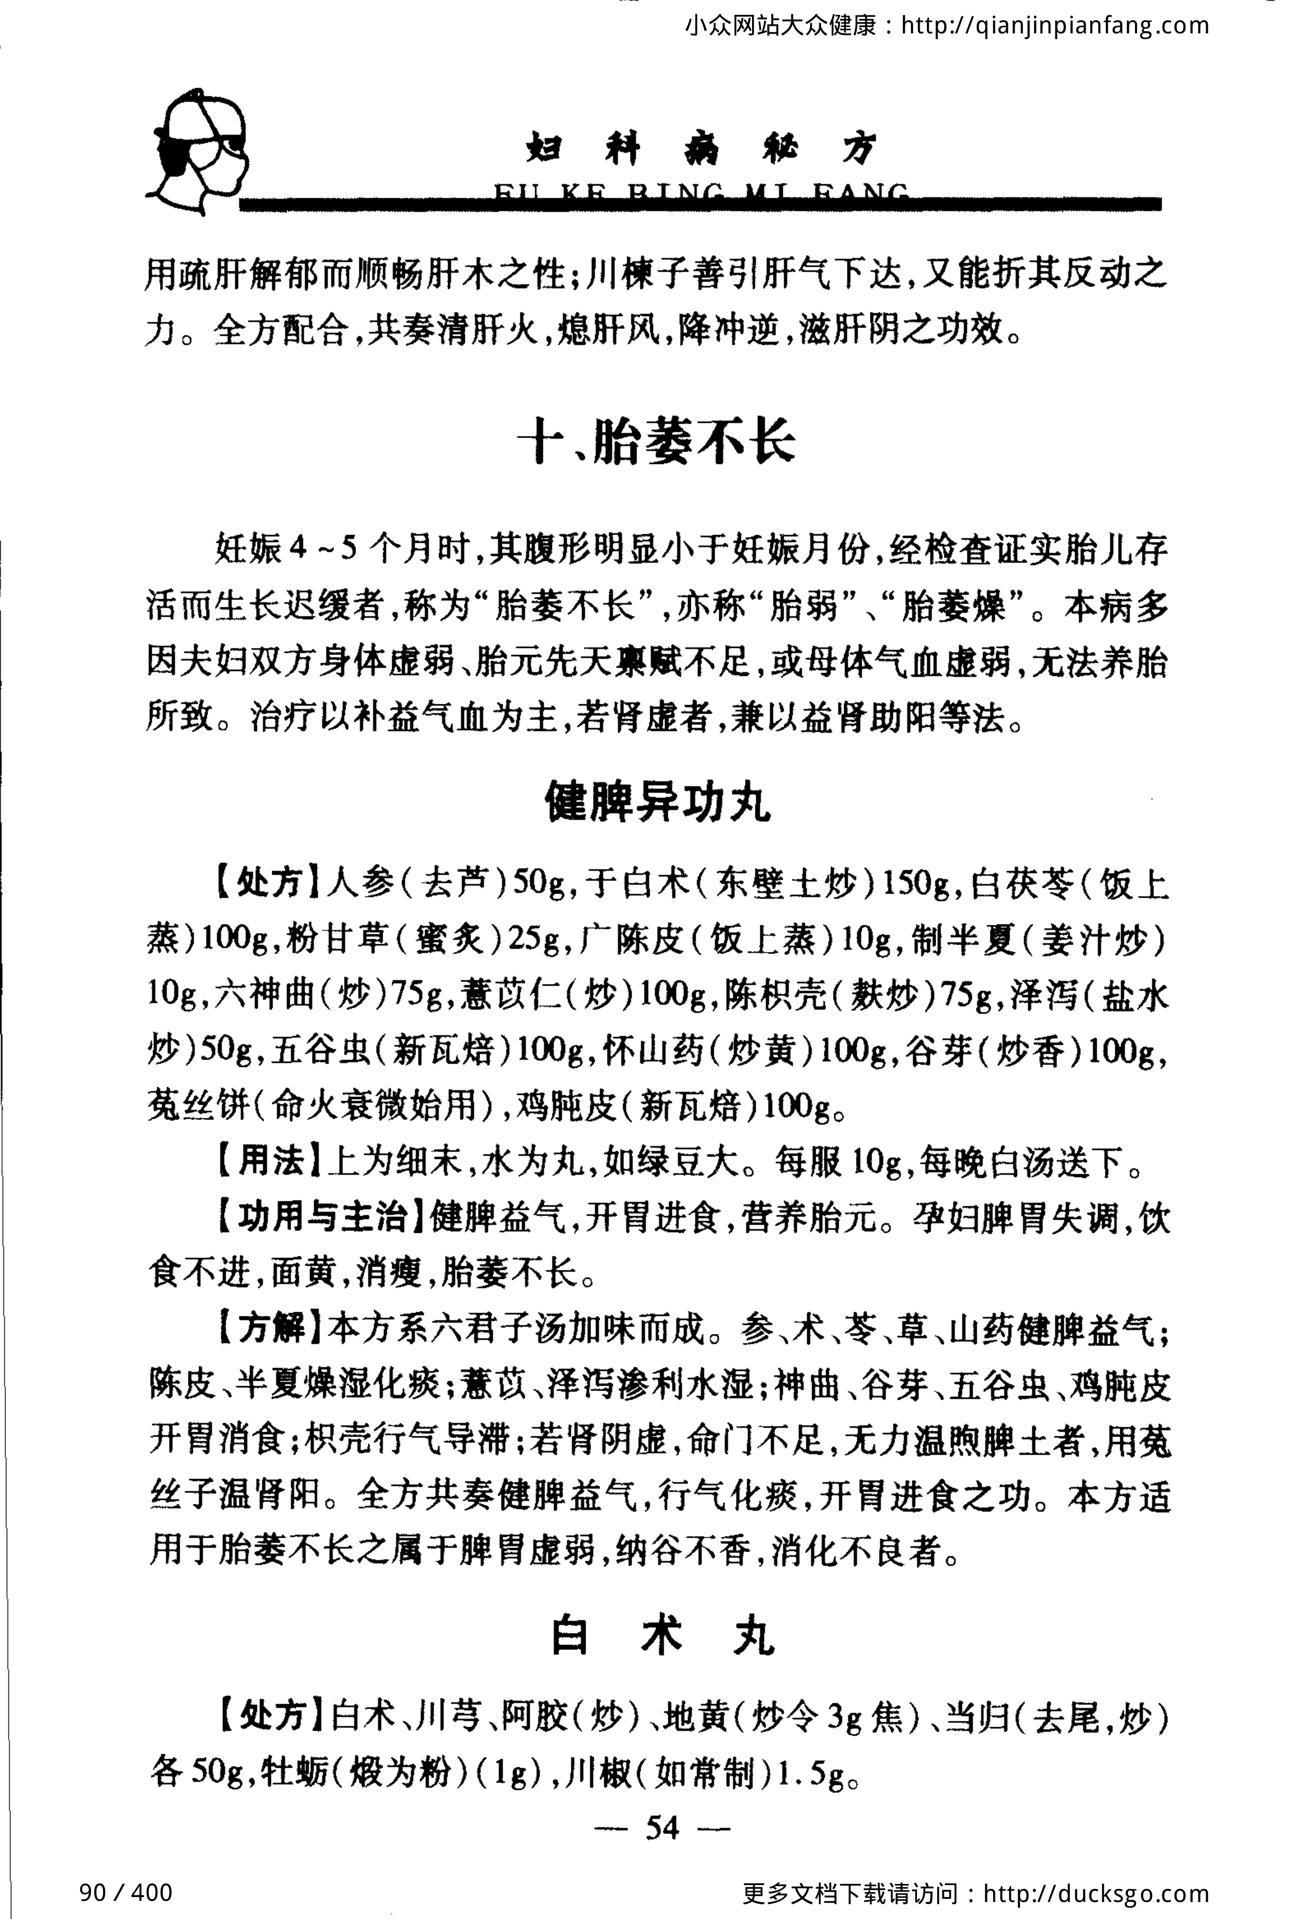 小众网站大众健康：http://qianjinpianfang.com
妇科病秘方
FU KE BING MI FANG
用疏肝解郁而顺畅肝木之性；川楝子善引肝气下达，又能折其反动之
力。全方配合，共奏清肝火，熄肝风，降冲逆，滋肝阴之功效。
十、胎萎不长
妊娠4～5个月时，其腹形明显小于妊娠月份，经检查证实胎儿存
活而生长迟缓者，称为“胎萎不长”，亦称“胎弱”、“胎萎燥”。本病多
因夫妇双方身体虚弱、胎元先天禀赋不足，或母体气血虚弱，无法养胎
所致。治疗以补益气血为主，若肾虚者，兼以益肾助阳等法。
健脾异功丸
【处方】人参（去芦）50g，于白术（东壁土炒）150g，白茯苓（饭上
蒸）100g，粉甘草（蜜炙）25g，广陈皮（饭上蒸）10g，制半夏（姜汁炒）
10g，六神曲（炒）75g，薏苡仁（炒）100g，陈枳壳（麸炒）75g，泽泻（盐水
炒）50g，五谷虫（新瓦焙）100g，怀山药（炒黄）100g，谷芽（炒香）100g，
菟丝饼（命火衰微始用），鸡肫皮（新瓦焙）100g。
【用法】上为细末，水为丸，如绿豆大。每服10g，每晚白汤送下。
【功用与主治】健脾益气，开胃进食，营养胎元。孕妇脾胃失调，饮
食不进，面黄，消瘦，胎萎不长。
【方解】本方系六君子汤加味而成。参、术、苓、草、山药健脾益气；
陈皮、半夏燥湿化痰；薏苡、泽泻渗利水湿；神曲、谷芽、五谷虫、鸡肫皮
开胃消食；枳壳行气导滞；若肾阴虚，命门不足，无力温煦脾土者，用菟
丝子温肾阳。全方共奏健脾益气，行气化痰，开胃进食之功。本方适
用于胎萎不长之属于脾胃虚弱，纳谷不香，消化不良者。
白术丸
【处方】白术、川芎、阿胶（炒）、地黄（炒令3g焦）、当归（去尾，炒）
各50g，牡蛎（煅为粉）（1g），川椒（如常制）1.5g。
— 54 —
90 / 400
更多文档下载请访问：http://ducksgo.com